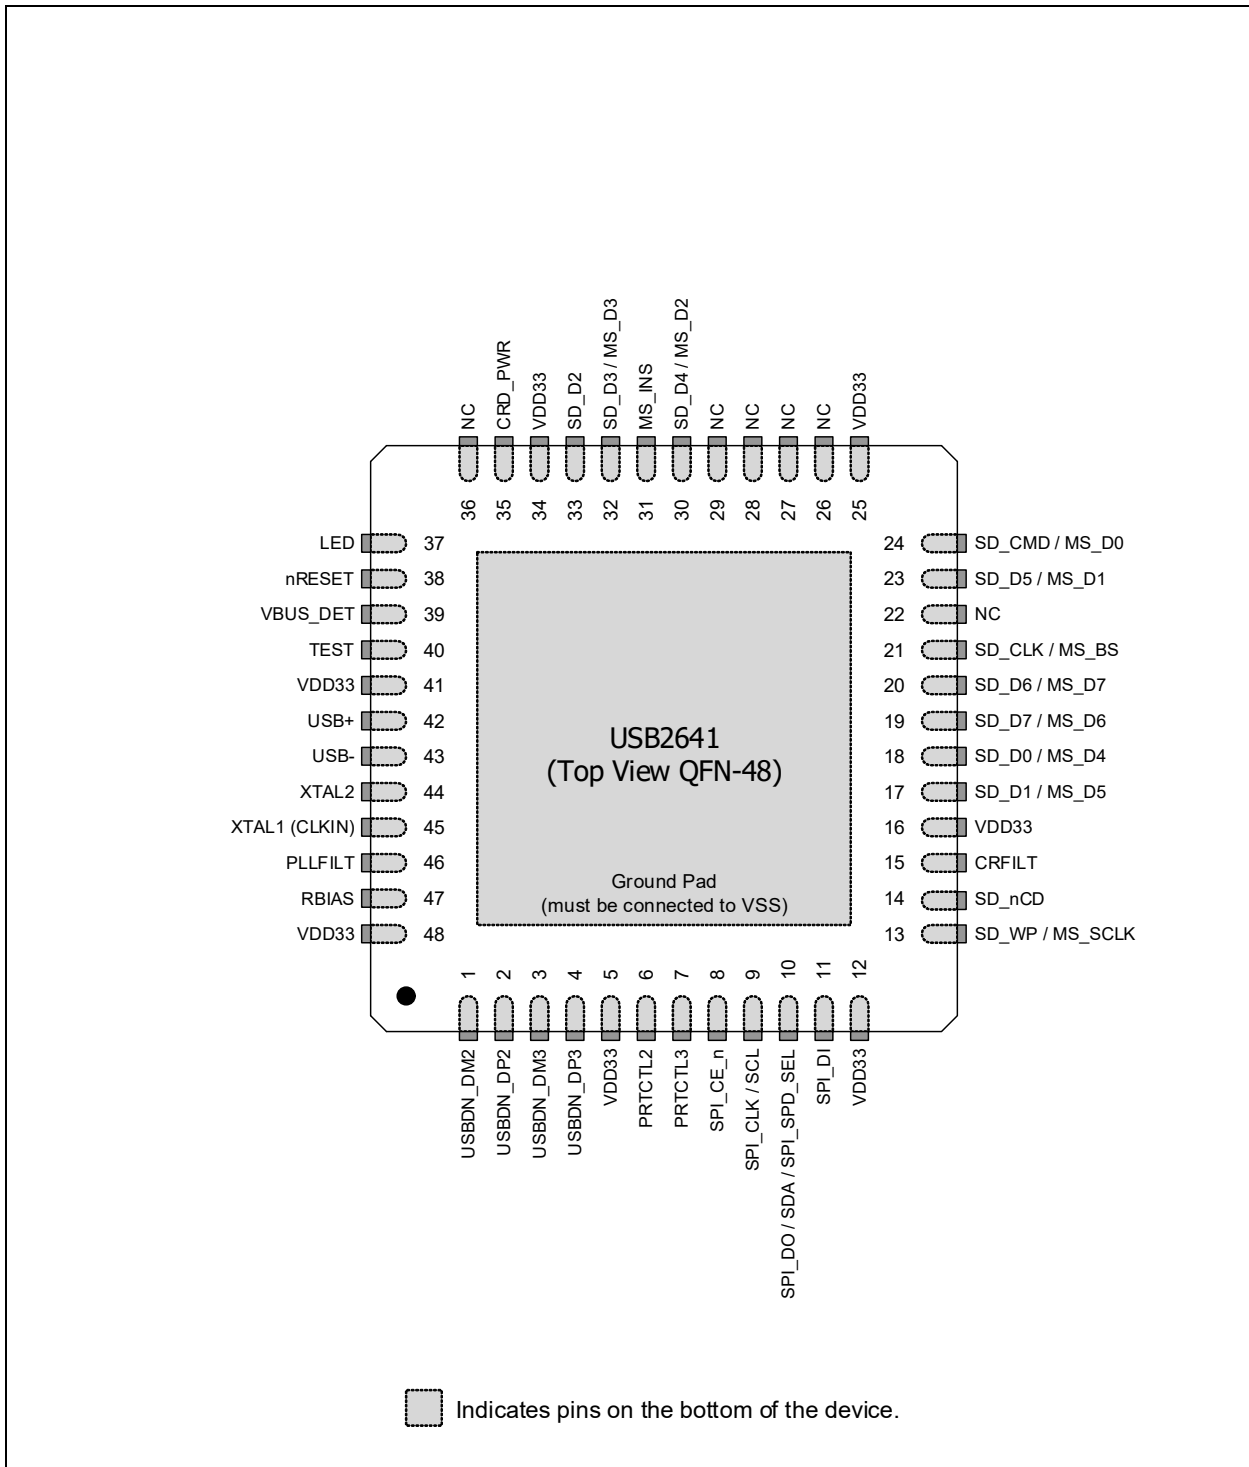 NC
CRD_PWR
VDD33
SD_D2
SD_D3 / MS_D3
MS_INS
SD_D4 / MS_D2
NC
NC
NC
NC
VDD33
36
35
34
33
32
31
30
29
28
27
26
25
LED 37
nRESET 38
VBUS_DET 39
TEST 40
VDD33 41
USB+ 42
USB- 43
XTAL2 44
XTAL1 (CLKIN) 45
PLLFILT 46
RBIAS 47
VDD33 48
USB2641
(Top View QFN-48)
Ground Pad
(must be connected to VSS)
24 SD_CMD / MS_D0
23 SD_D5 / MS_D1
22 NC
21 SD_CLK / MS_BS
20 SD_D6 / MS_D7
19 SD_D7 / MS_D6
18 SD_D0 / MS_D4
17 SD_D1 / MS_D5
16 VDD33
15 CRFILT
14 SD_nCD
13 SD_WP / MS_SCLK
1
2
3
4
5
6
7
8
9
10
11
12
USBDN_DM2
USBDN_DP2
USBDN_DM3
USBDN_DP3
VDD33
PRTCTL2
PRTCTL3
SPI_CE_n
SPI_CLK / SCL
SPI_DO / SDA / SPI_SPD_SEL
SPI_DI
VDD33
Indicates pins on the bottom of the device.